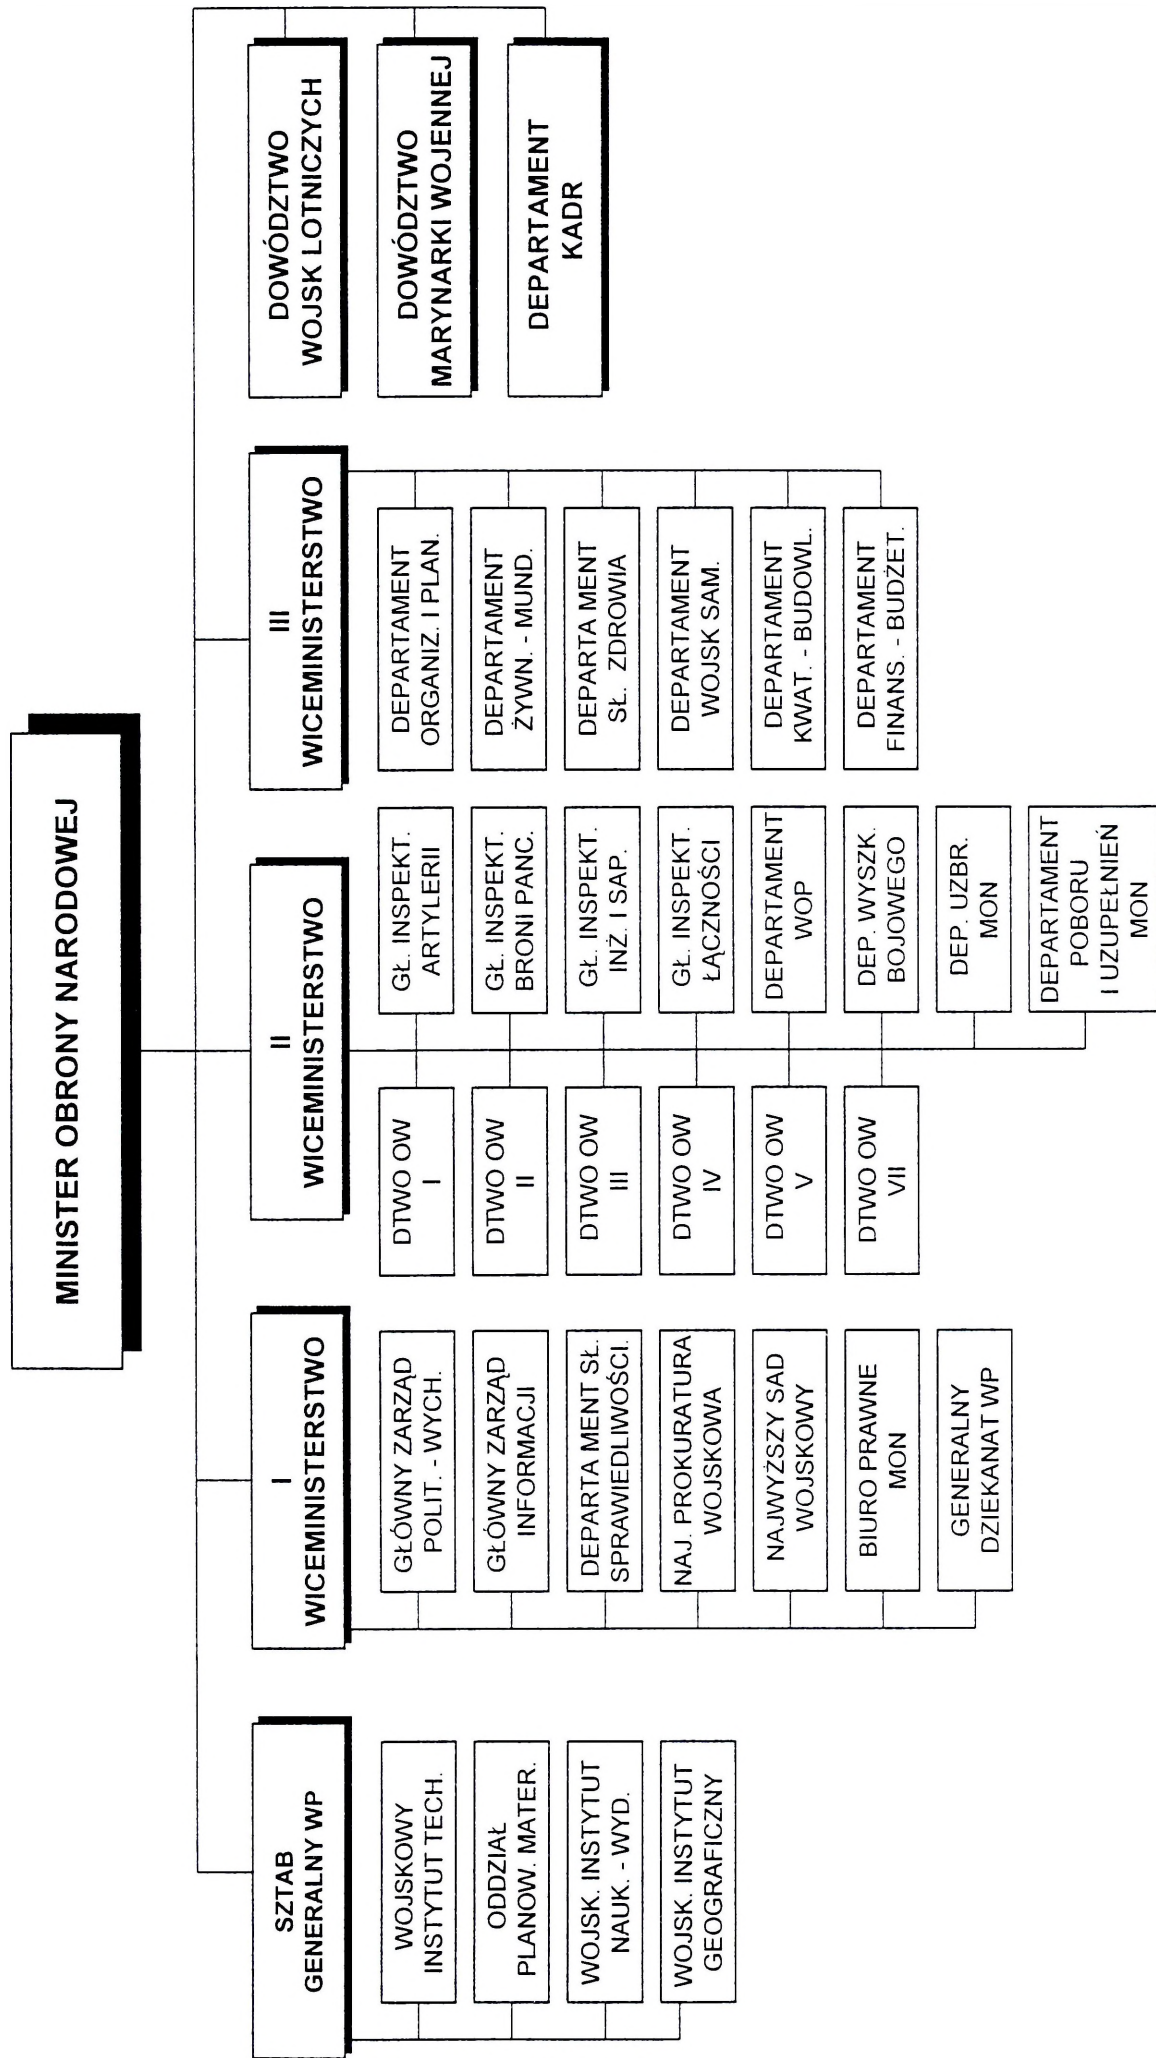 MINISTER OBRONY NARODOWEJ
SZTAB
GENERALNY WP
WOJSKOWY
INSTYTUT TECH.
ODDZIAŁ
PLANOW. MATER.
WOJSK. INSTYTUT
NAUK. - WYD.
WOJSK. INSTYTUT
GEOGRAFICZNY
I
WICEMINISTERSTWO
GŁÓWNY ZARZĄD
POLIT. - WYCH.
GŁÓWNY ZARZĄD
INFORMACJI
DEPARTA MENT SŁ.
SPRAWIEDLIWOŚCI.
NAJ. PROKURATURA
WOJSKOWA
NAJWYŻSZY SAD
WOJSKOWY
BIURO PRAWNE
MON
GENERALNY
DZIEKANAT WP
II
WICEMINISTERSTWO
DTWO OW
I
DTWO OW
II
DTWO OW
III
DTWO OW
IV
DTWO OW
V
DTWO OW
VII
GŁ. INSPEKT.
ARTYLERII
GŁ. INSPEKT.
BRONI PANC.
GŁ. INSPEKT.
INŻ. I SAP.
GŁ. INSPEKT.
ŁĄCZNOŚCI
DEPARTAMENT
WOP
DEP. WYSZK.
BOJOWEGO
DEP. UZBR.
MON
DEPARTAMENT
POBORU
I UZUPEŁNIEŃ
MON
III
WICEMINISTERSTWO
DEPARTAMENT
ORGANIZ. I PLAN.
DEPARTAMENT
ŻYWN. - MUND.
DEPARTA MENT
SŁ. ZDROWIA
DEPARTAMENT
WOJSK SAM.
DEPARTAMENT
KWAT. - BUDOWL.
DEPARTAMENT
FINANS. - BUDŻET.
DOWÓDZTWO
WOJSK LOTNICZYCH
DOWÓDZTWO
MARYNARKI WOJENNEJ
DEPARTAMENT
KADR